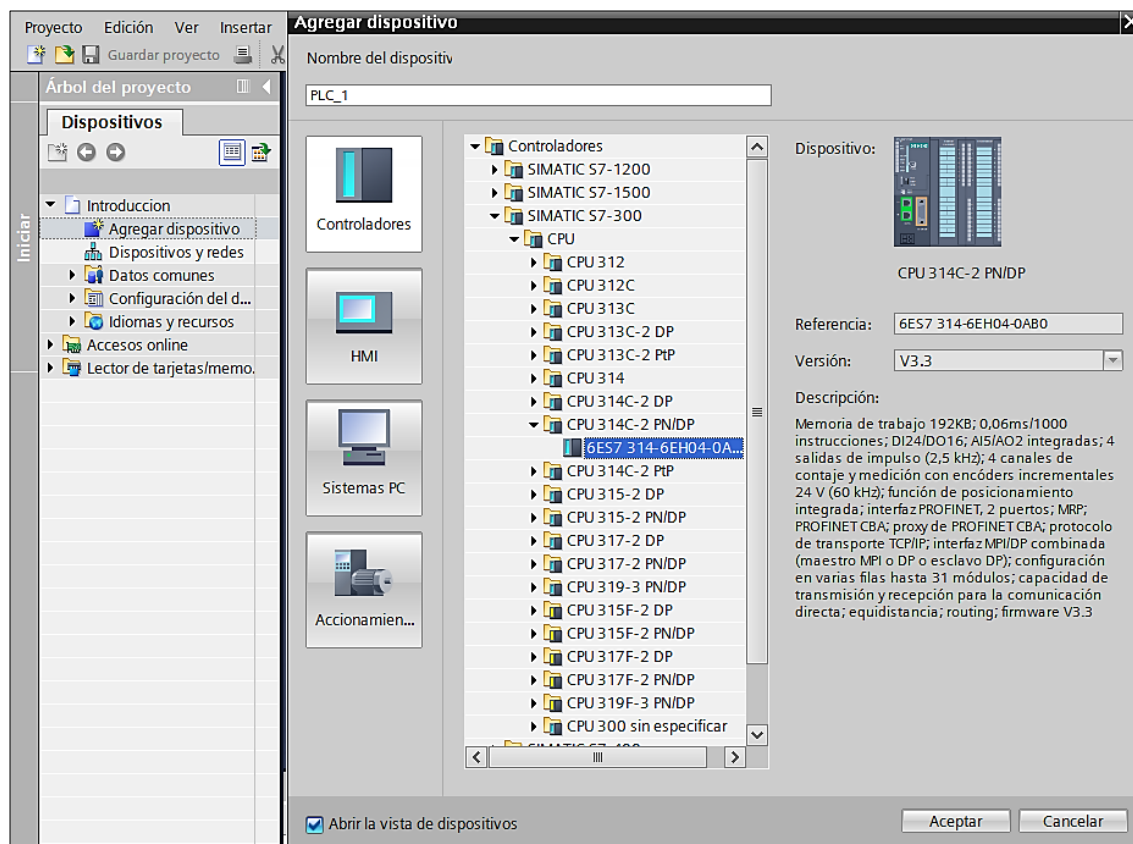 Proyecto Edición Ver Insertar
Guardar proyecto
Árbol del proyecto
Dispositivos
Iniciar
Introduccion
Agregar dispositivo
Dispositivos y redes
Datos comunes
Configuración del d...
Idiomas y recursos
Accesos online
Lector de tarjetas/memo.
Agregar dispositivo
Nombre del dispositiv
PLC_1
Controladores
HMI
Sistemas PC
Accionamien...
Controladores
SIMATIC S7-1200
SIMATIC S7-1500
SIMATIC S7-300
CPU
CPU 312
CPU 312C
CPU 313C
CPU 313C-2 DP
CPU 313C-2 PtP
CPU 314
CPU 314C-2 DP
CPU 314C-2 PN/DP
6ES7 314-6EH04-0A...
CPU 314C-2 PtP
CPU 315-2 DP
CPU 315-2 PN/DP
CPU 317-2 DP
CPU 317-2 PN/DP
CPU 319-3 PN/DP
CPU 315F-2 DP
CPU 315F-2 PN/DP
CPU 317F-2 DP
CPU 317F-2 PN/DP
CPU 319F-3 PN/DP
CPU 300 sin especificar
SIMATIC S7-400
Dispositivo:
CPU 314C-2 PN/DP
Referencia: 6ES7 314-6EH04-0AB0
Versión: V3.3
Descripción:
Memoria de trabajo 192KB; 0,06ms/1000
instrucciones; DI24/DO16; AI5/AO2 integradas; 4
salidas de impulso (2,5 kHz); 4 canales de
contaje y medición con encóders incrementales
24 V (60 kHz); función de posicionamiento
integrada; interfaz PROFINET, 2 puertos; MRP;
PROFINET CBA; proxy de PROFINET CBA; protocolo
de transporte TCP/IP; interfaz MPI/DP combinada
(maestro MPI o DP o esclavo DP); configuración
en varias filas hasta 31 módulos; capacidad de
transmisión y recepción para la comunicación
directa; equidistancia; routing; firmware V3.3
Abrir la vista de dispositivos
Aceptar Cancelar